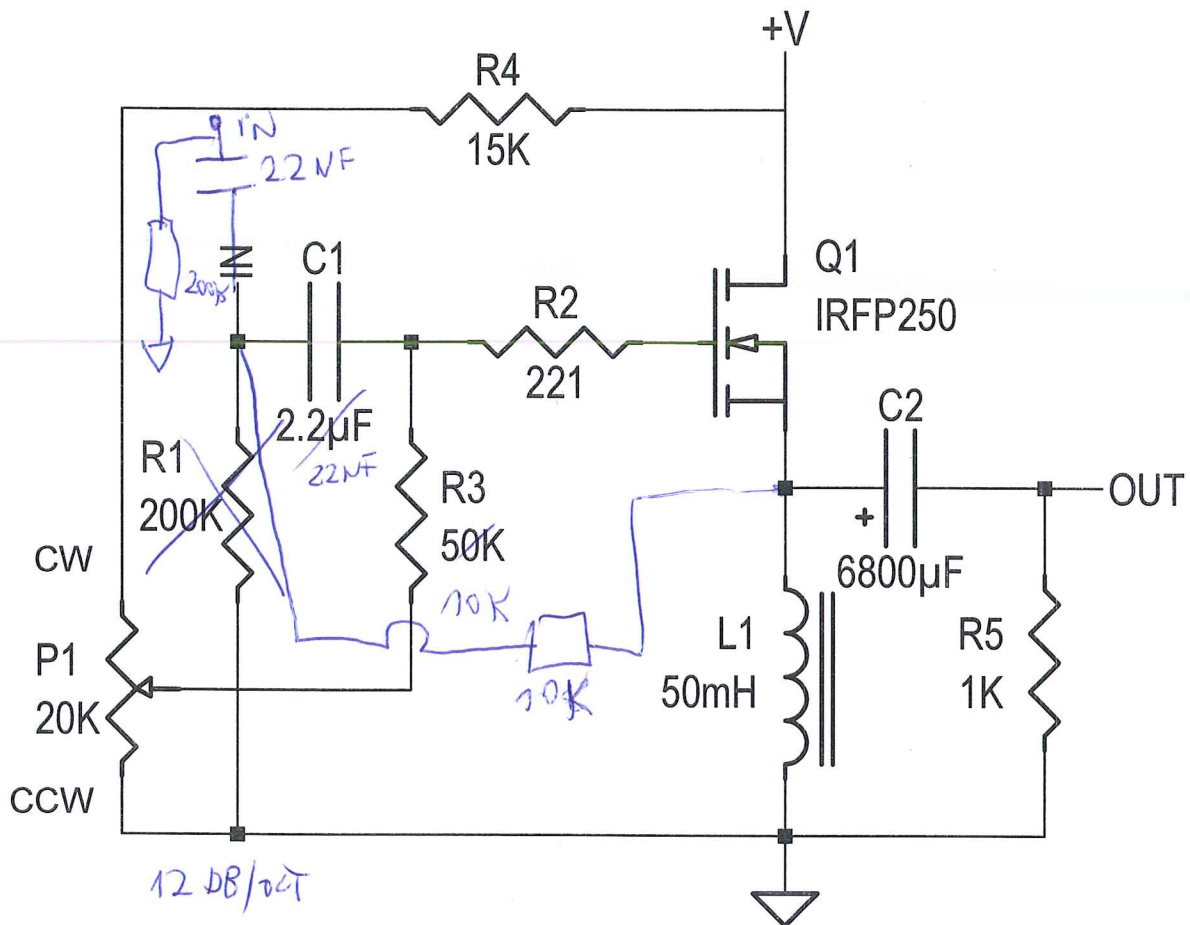 +V
R4
15K
IN
22NF
200K
IN
C1
2.2µF
22NF
R2
221
Q1
IRFP250
C2
+
6800µF
OUT
R1
200K
R3
50K
10K
10K
CW
P1
20K
CCW
L1
50mH
R5
1K
12 DB/OCT